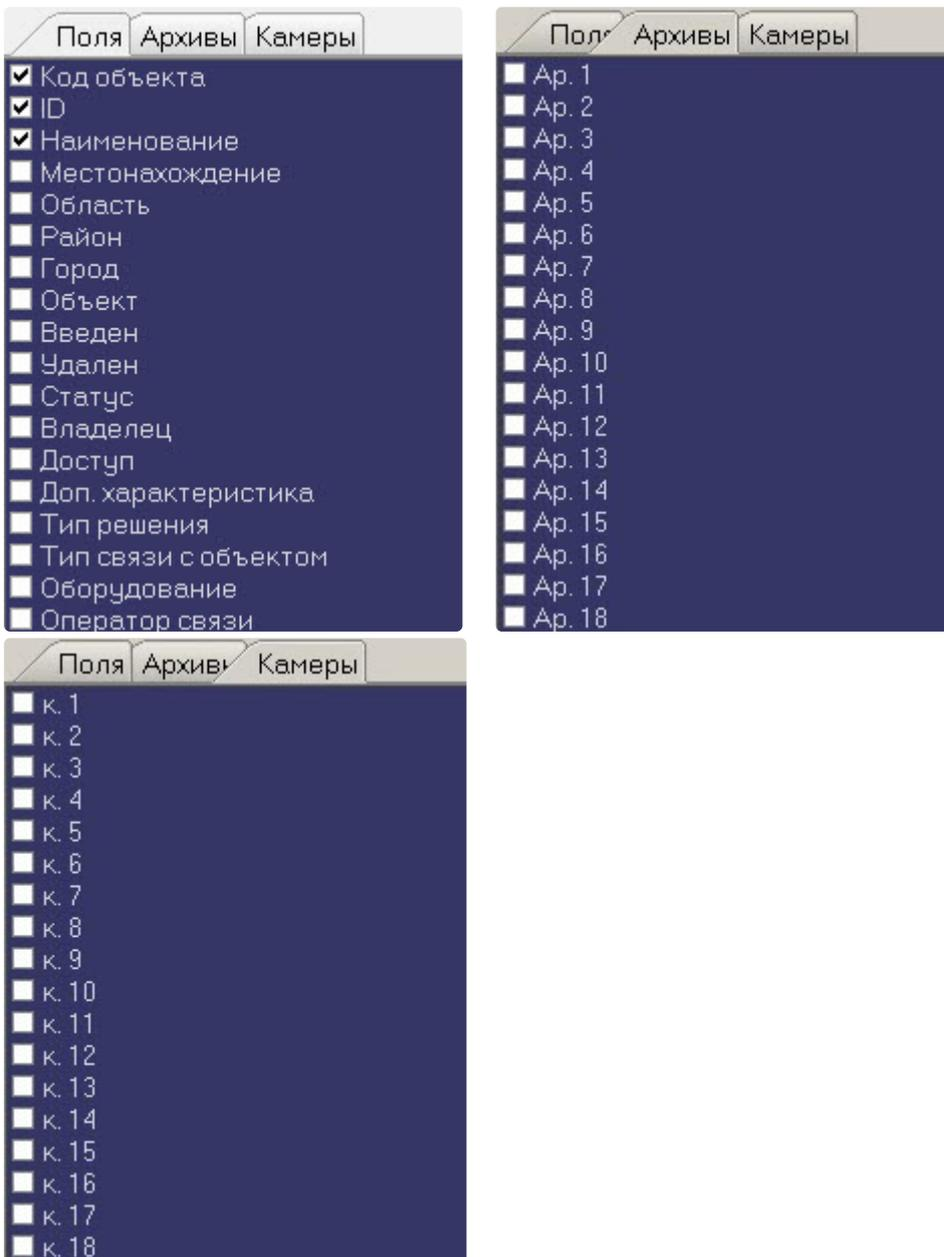 Поля Архивы Камеры
Код объекта
ID
Наименование
Местонахождение
Область
Район
Город
Объект
Введен
Удален
Статус
Владелец
Доступ
Доп. характеристика
Тип решения
Тип связи с объектом
Оборудование
Оператор связи
Архивы Камеры
Ар. 1
Ар. 2
Ар. 3
Ар. 4
Ар. 5
Ар. 6
Ар. 7
Ар. 8
Ар. 9
Ар. 10
Ар. 11
Ар. 12
Ар. 13
Ар. 14
Ар. 15
Ар. 16
Ар. 17
Ар. 18
Поля Камеры
к. 1
к. 2
к. 3
к. 4
к. 5
к. 6
к. 7
к. 8
к. 9
к. 10
к. 11
к. 12
к. 13
к. 14
к. 15
к. 16
к. 17
к. 18